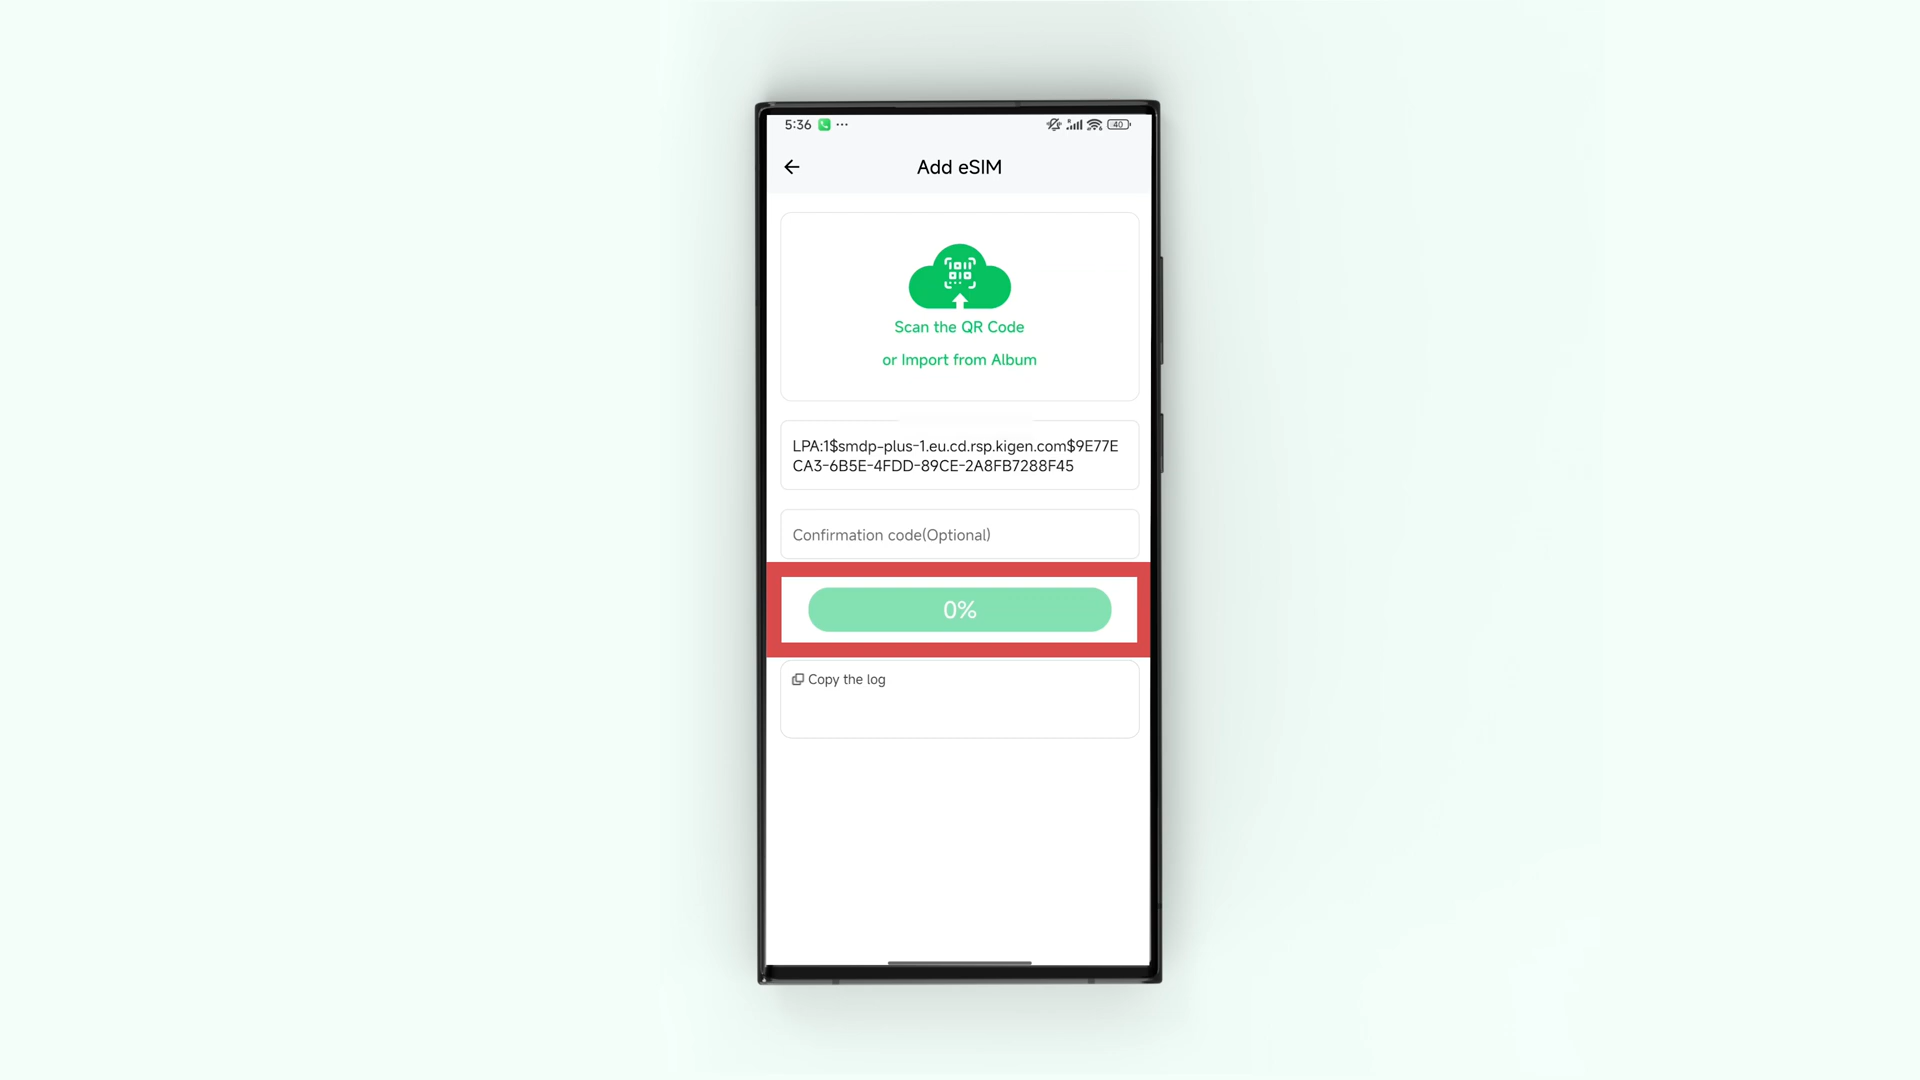 5:36
40
Add eSIM
Scan the QR Code
or Import from Album
LPA:1$smdp-plus-1.eu.cd.rsp.kigen.com$9E77E
CA3-6B5E-4FDD-89CE-2A8FB7288F45
Confirmation code(Optional)
0%
Copy the log